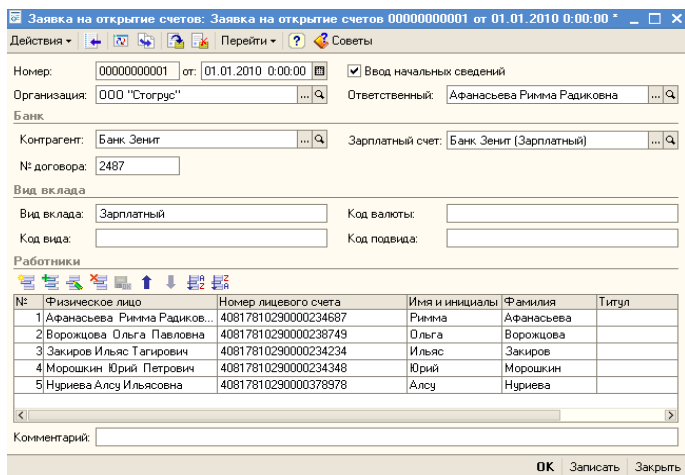 Заявка на открытие счетов: Заявка на открытие счетов 00000000001 от 01.01.2010 0:00:00 *
Действия Перейти ? Советы
Номер: 00000000001 от: 01.01.2010 0:00:00 Ввод начальных сведений
Организация: ООО "Стогрус" ... Ответственный: Афанасьева Римма Радиковна ...
Банк
Контрагент: Банк Зенит ... Зарплатный счет: Банк Зенит (Зарплатный) ...
№ договора: 2487
Вид вклада
Вид вклада: Зарплатный Код валюты:
Код вида: Код подвида:
Работники
№ Физическое лицо Номер лицевого счета Имя и инициалы Фамилия Титул
1 Афанасьева Римма Радиков... 40817810290000234687 Римма Афанасьева
2 Ворожцова Ольга Павловна 40817810290000238749 Ольга Ворожцова
3 Закиров Ильяс Тагирович 40817810290000234234 Ильяс Закиров
4 Морошкин Юрий Петрович 40817810290000234348 Юрий Морошкин
5 Нуриева Алсу Ильясовна 40817810290000378978 Алсу Нуриева
Комментарий:
OK Записать Закрыть